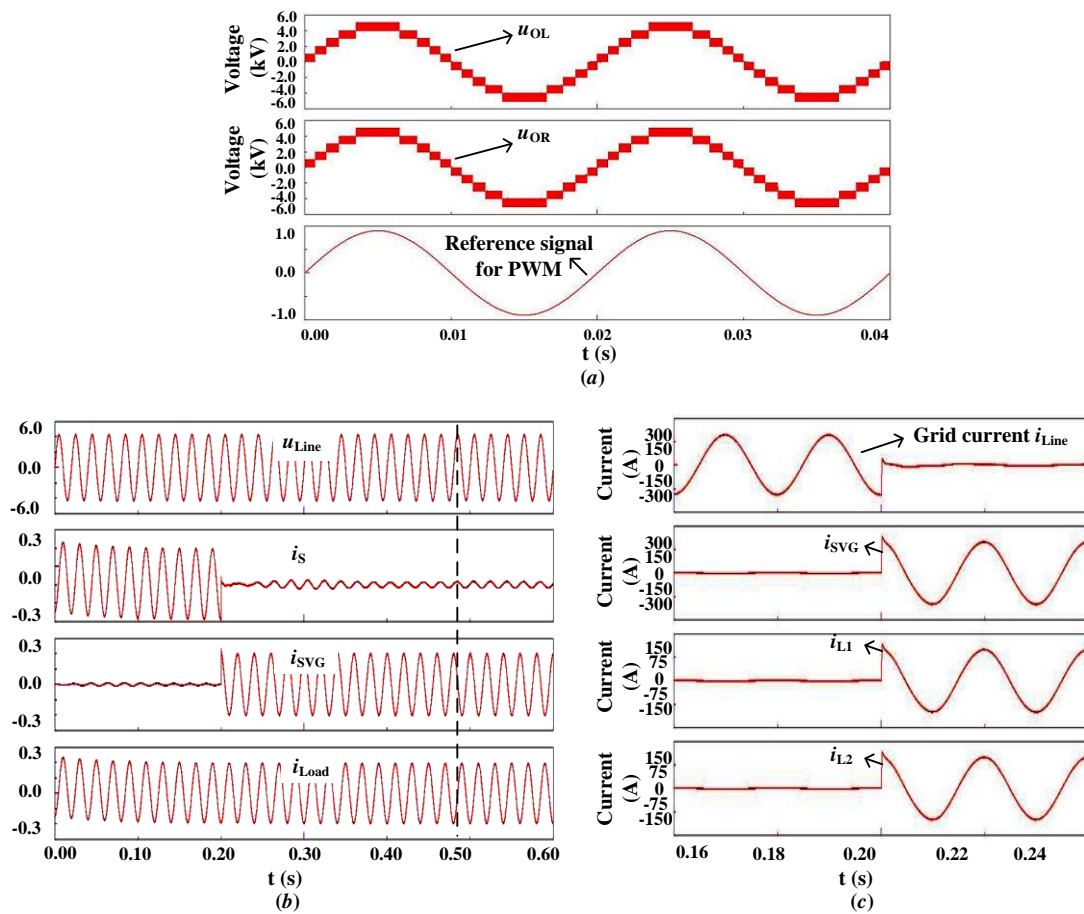 Voltage
(kV)
6.0
4.0
2.0
0.0
-2.0
-4.0
-6.0
uOL
Voltage
(kV)
6.0
4.0
2.0
0.0
-2.0
-4.0
-6.0
uOR
1.0
0.0
-1.0
Reference signal
for PWM
0.00 0.01 0.02 0.03 0.04
t (s)
(a)
6.0
0.0
-6.0
uLine
0.3
0.0
-0.3
iS
0.3
0.0
-0.3
iSVG
0.3
0.0
-0.3
iLoad
0.00 0.10 0.20 0.30 0.40 0.50 0.60
t (s)
(b)
Current
(A)
300
150
0
-150
-300
Grid current iLine
Current
(A)
300
150
0
-150
-300
iSVG
Current
(A)
150
75
0
-75
-150
iL1
Current
(A)
150
75
0
-75
-150
iL2
0.16 0.18 0.20 0.22 0.24
t (s)
(c)